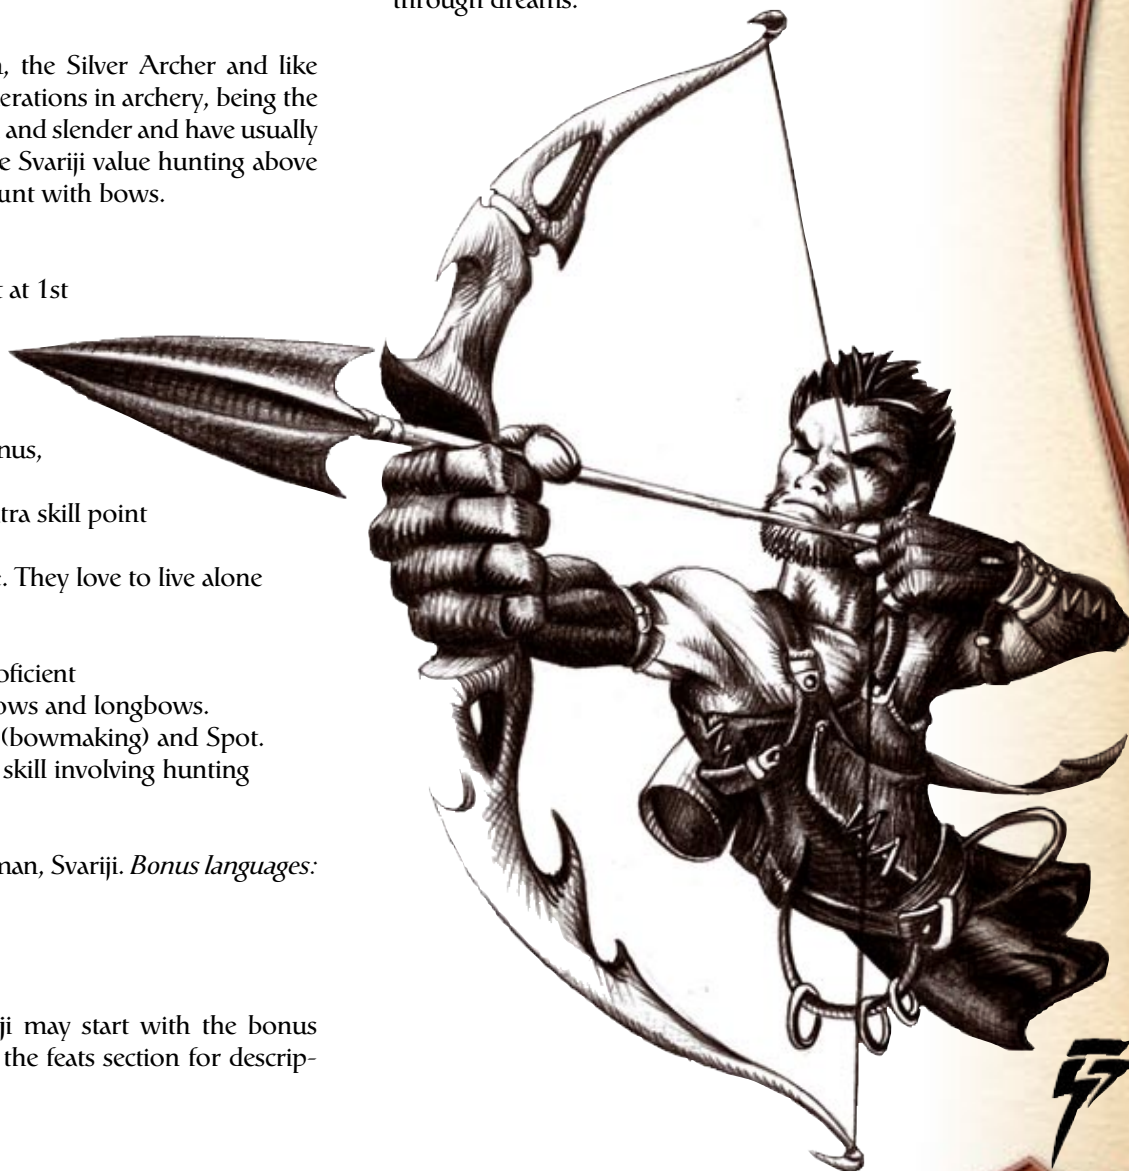 through dreams.
, the Silver Archer and like
erations in archery, being the
and slender and have usually
e Svariji value hunting above
unt with bows.
t at 1st
nus,
tra skill point
. They love to live alone
oficient
ows and longbows.
(bowmaking) and Spot.
skill involving hunting
man, Svariji. Bonus languages:
ji may start with the bonus
the feats section for descrip-